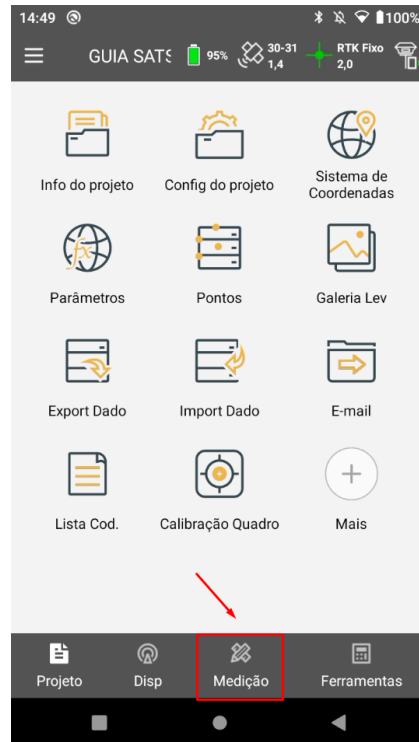 14:49 100%
GUIA SATS 95% 30-31 RTK Fixo
1,4 2,0
Info do projeto Config do projeto Sistema de
Coordenadas
fx
Parâmetros Pontos Galeria Lev
Export Dado Import Dado E-mail
Lista Cod. Calibração Quadro Mais
Projeto Disp Medição Ferramentas